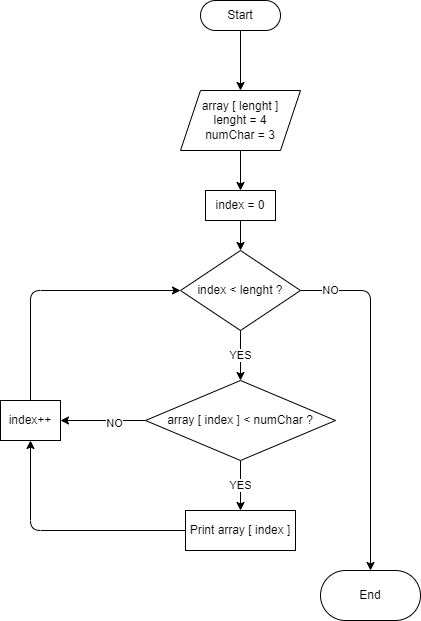 Start
array [ lenght ]
lenght = 4
numChar = 3
index = 0
index < lenght ?
NO
YES
array [ index ] < numChar ?
NO
index++
YES
Print array [ index ]
End